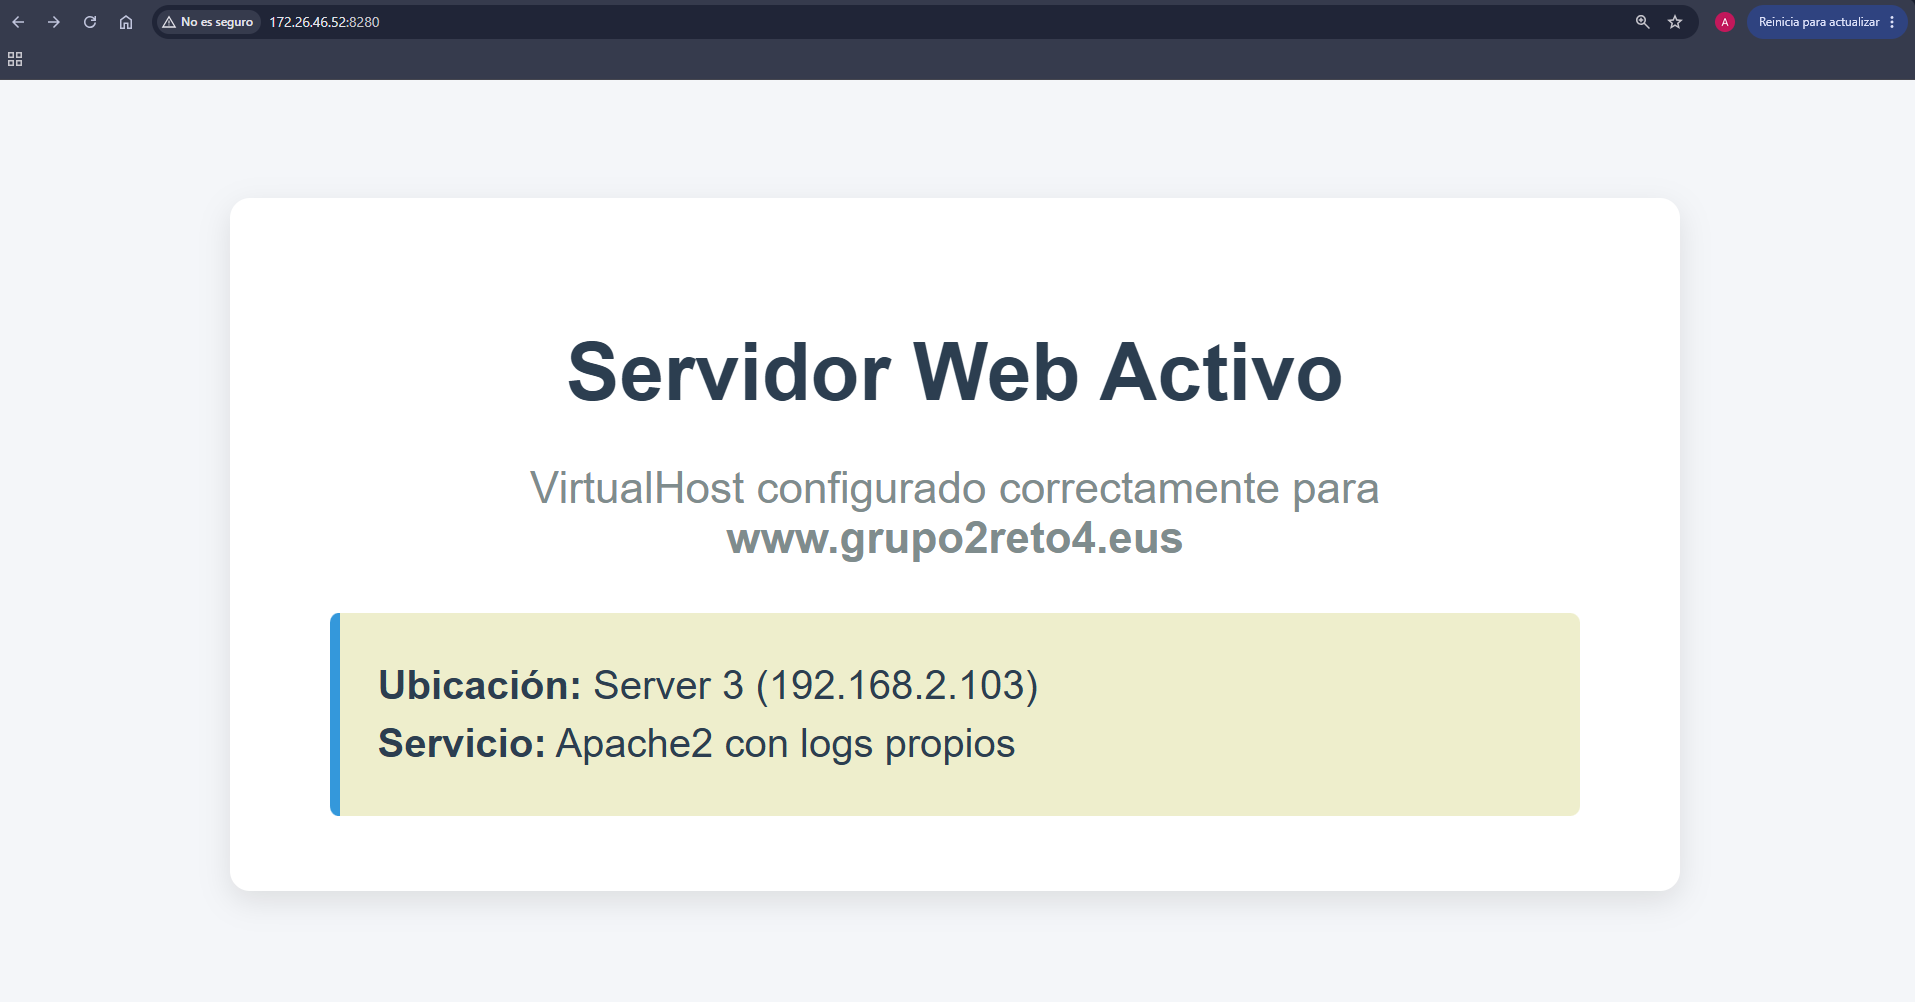 No es seguro 172.26.46.52:8280 A Reinicia para actualizar
Servidor Web Activo
VirtualHost configurado correctamente para
www.grupo2reto4.eus
Ubicación: Server 3 (192.168.2.103)
Servicio: Apache2 con logs propios